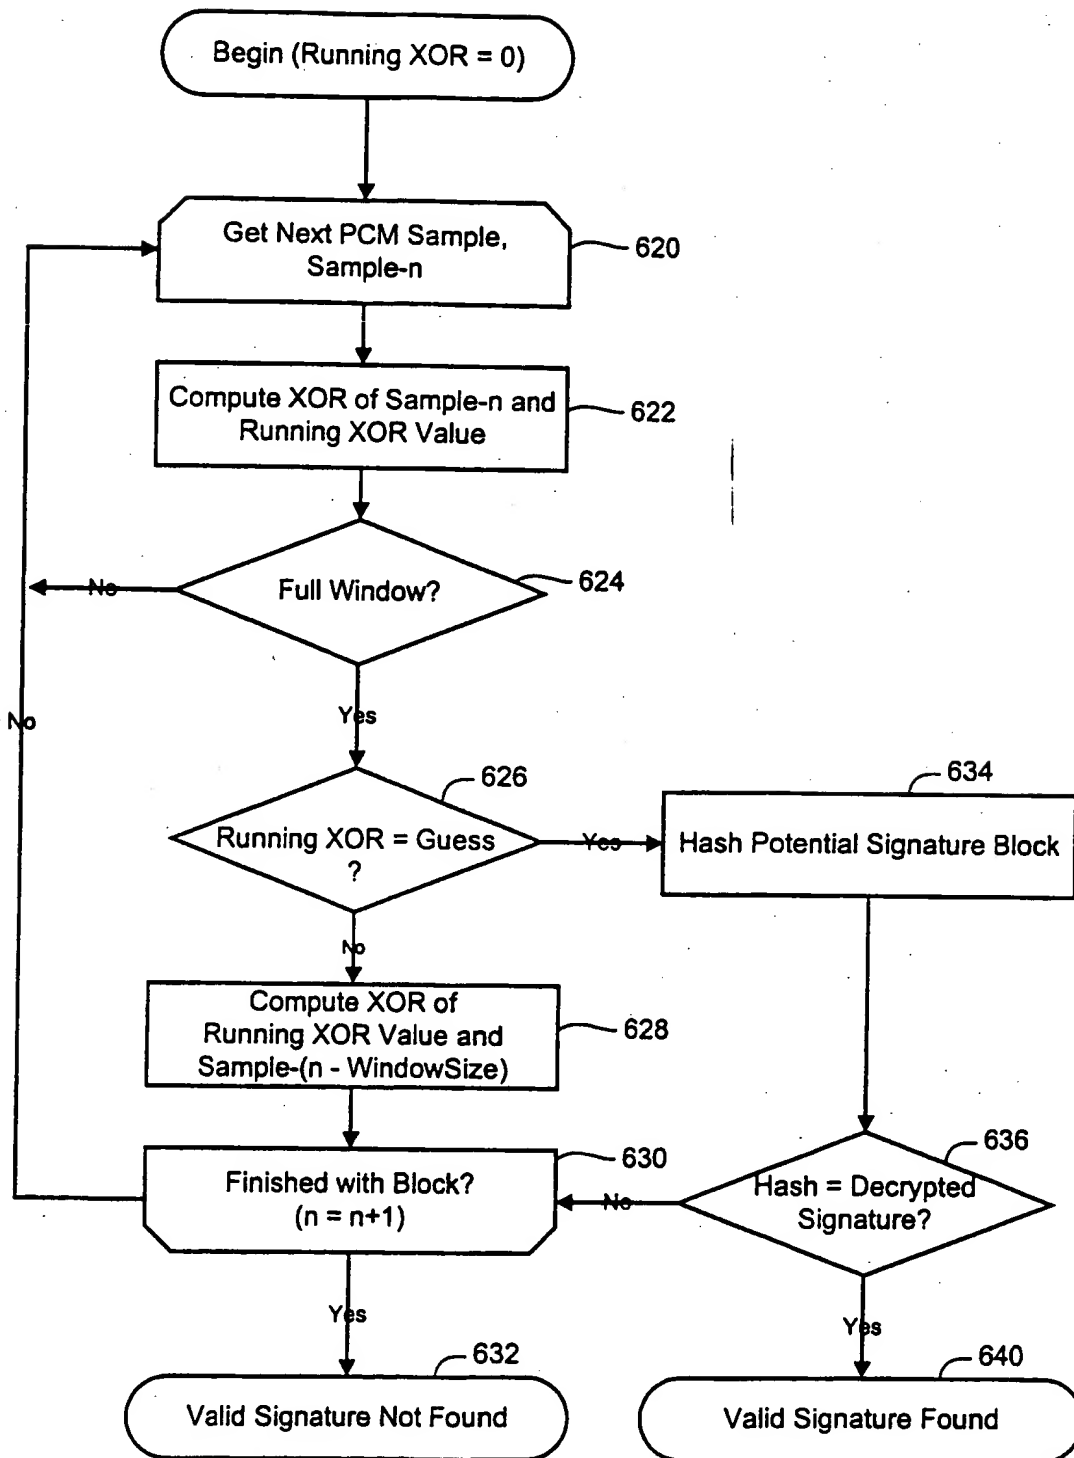 Begin (Running XOR = 0)
Get Next PCM Sample,
Sample-n
620
Compute XOR of Sample-n and
Running XOR Value
622
Full Window?
624
No
Yes
No
Running XOR = Guess
?
626
Yes
634
Hash Potential Signature Block
No
Compute XOR of
Running XOR Value and
Sample-(n - WindowSize)
628
Finished with Block?
(n = n+1)
630
No
Hash = Decrypted
Signature?
636
Yes
Yes
632
Valid Signature Not Found
640
Valid Signature Found